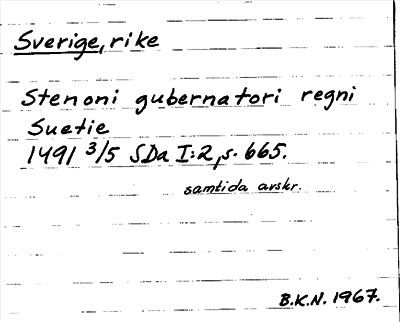 Sverige, rike
Stenoni gubernatori regni
Suetie
1491 3/5 SDa I:2, s. 665.
samtida avskr.
B.K.N. 1967.